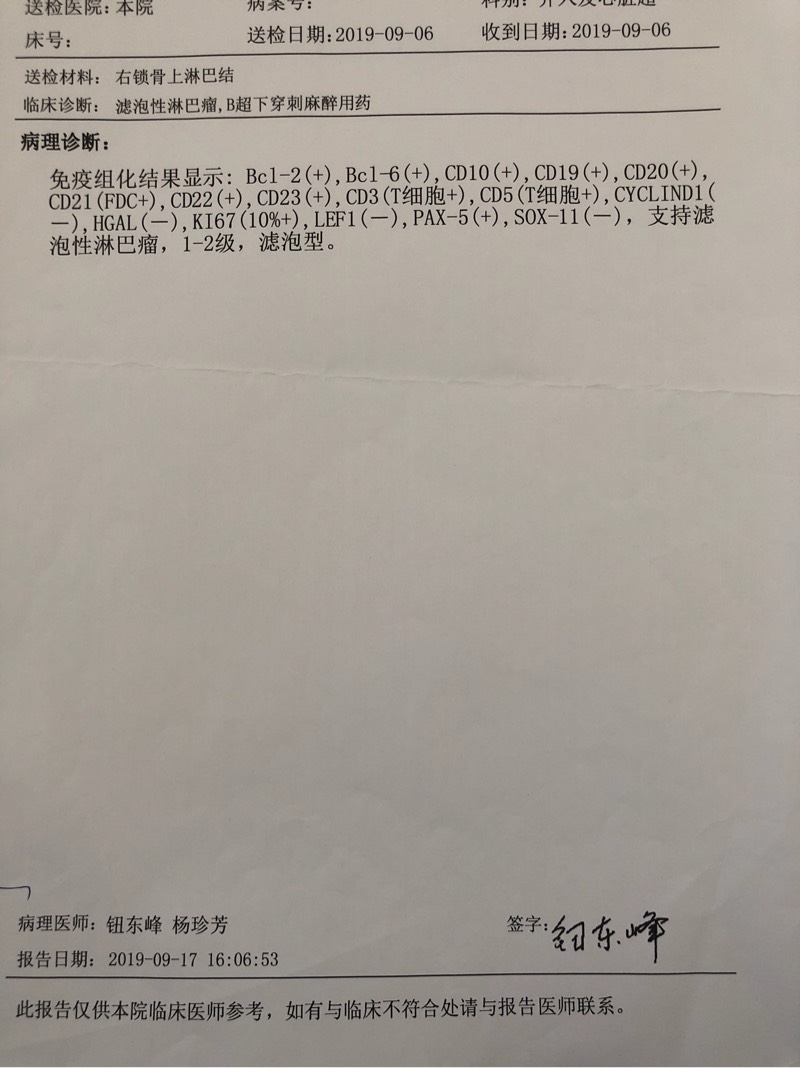 送检医院:本院 病案号: 科别:
床号: 送检日期:2019-09-06 收到日期:2019-09-06
送检材料: 右锁骨上淋巴结
临床诊断: 滤泡性淋巴瘤,B超下穿刺麻醉用药
病理诊断:
免疫组化结果显示: Bcl-2(+),Bcl-6(+),CD10(+),CD19(+),CD20(+),
CD21(FDC+),CD22(+),CD23(+),CD3(T细胞+),CD5(T细胞+),CYCLIND1(
—),HGAL(—),KI67(10%+),LEF1(—),PAX-5(+),SOX-11(—),支持滤
泡性淋巴瘤,1-2级,滤泡型。
病理医师: 钮东峰 杨珍芳 签字:钮东峰
报告日期: 2019-09-17 16:06:53
此报告仅供本院临床医师参考,如有与临床不符合处请与报告医师联系。